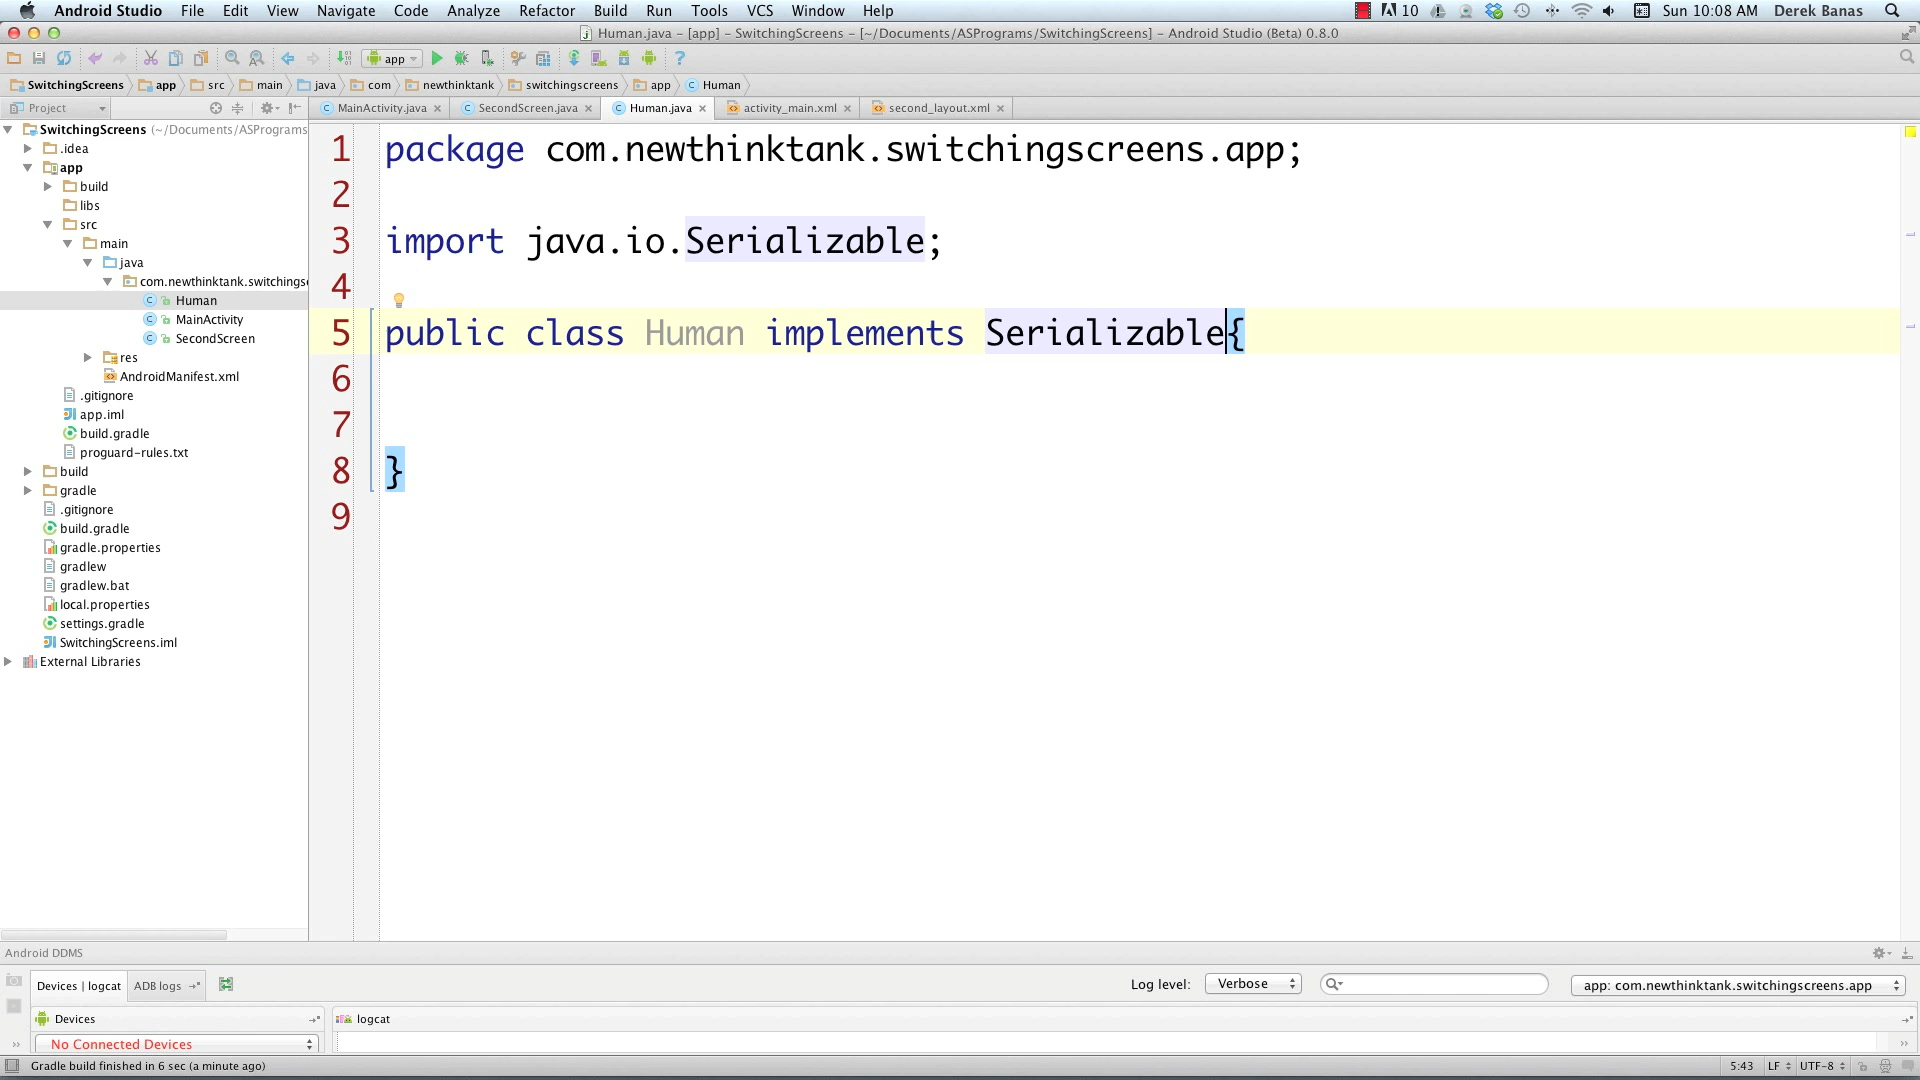 Android Studio File Edit View Navigate Code Analyze Refactor Build Run Tools VCS Window Help 10 Sun 10:08 AM Derek Banas
Human.java – [app] – SwitchingScreens – [~/Documents/ASPrograms/SwitchingScreens] – Android Studio (Beta) 0.8.0
app
SwitchingScreens app src main java com newthinktank switchingscreens app Human
Project MainActivity.java SecondScreen.java Human.java activity_main.xml second_layout.xml
SwitchingScreens (~/Documents/ASPrograms
.idea
app
build
libs
src
main
java
com.newthinktank.switchings
Human
MainActivity
SecondScreen
res
AndroidManifest.xml
.gitignore
app.iml
build.gradle
proguard-rules.txt
build
gradle
.gitignore
build.gradle
gradle.properties
gradlew
gradlew.bat
local.properties
settings.gradle
SwitchingScreens.iml
External Libraries
1 package com.newthinktank.switchingscreens.app;
2
3 import java.io.Serializable;
4
5 public class Human implements Serializable{
6
7
8 }
9
Android DDMS
Devices | logcat ADB logs Log level: Verbose app: com.newthinktank.switchingscreens.app
Devices logcat
No Connected Devices
Gradle build finished in 6 sec (a minute ago) 5:43 LF UTF-8